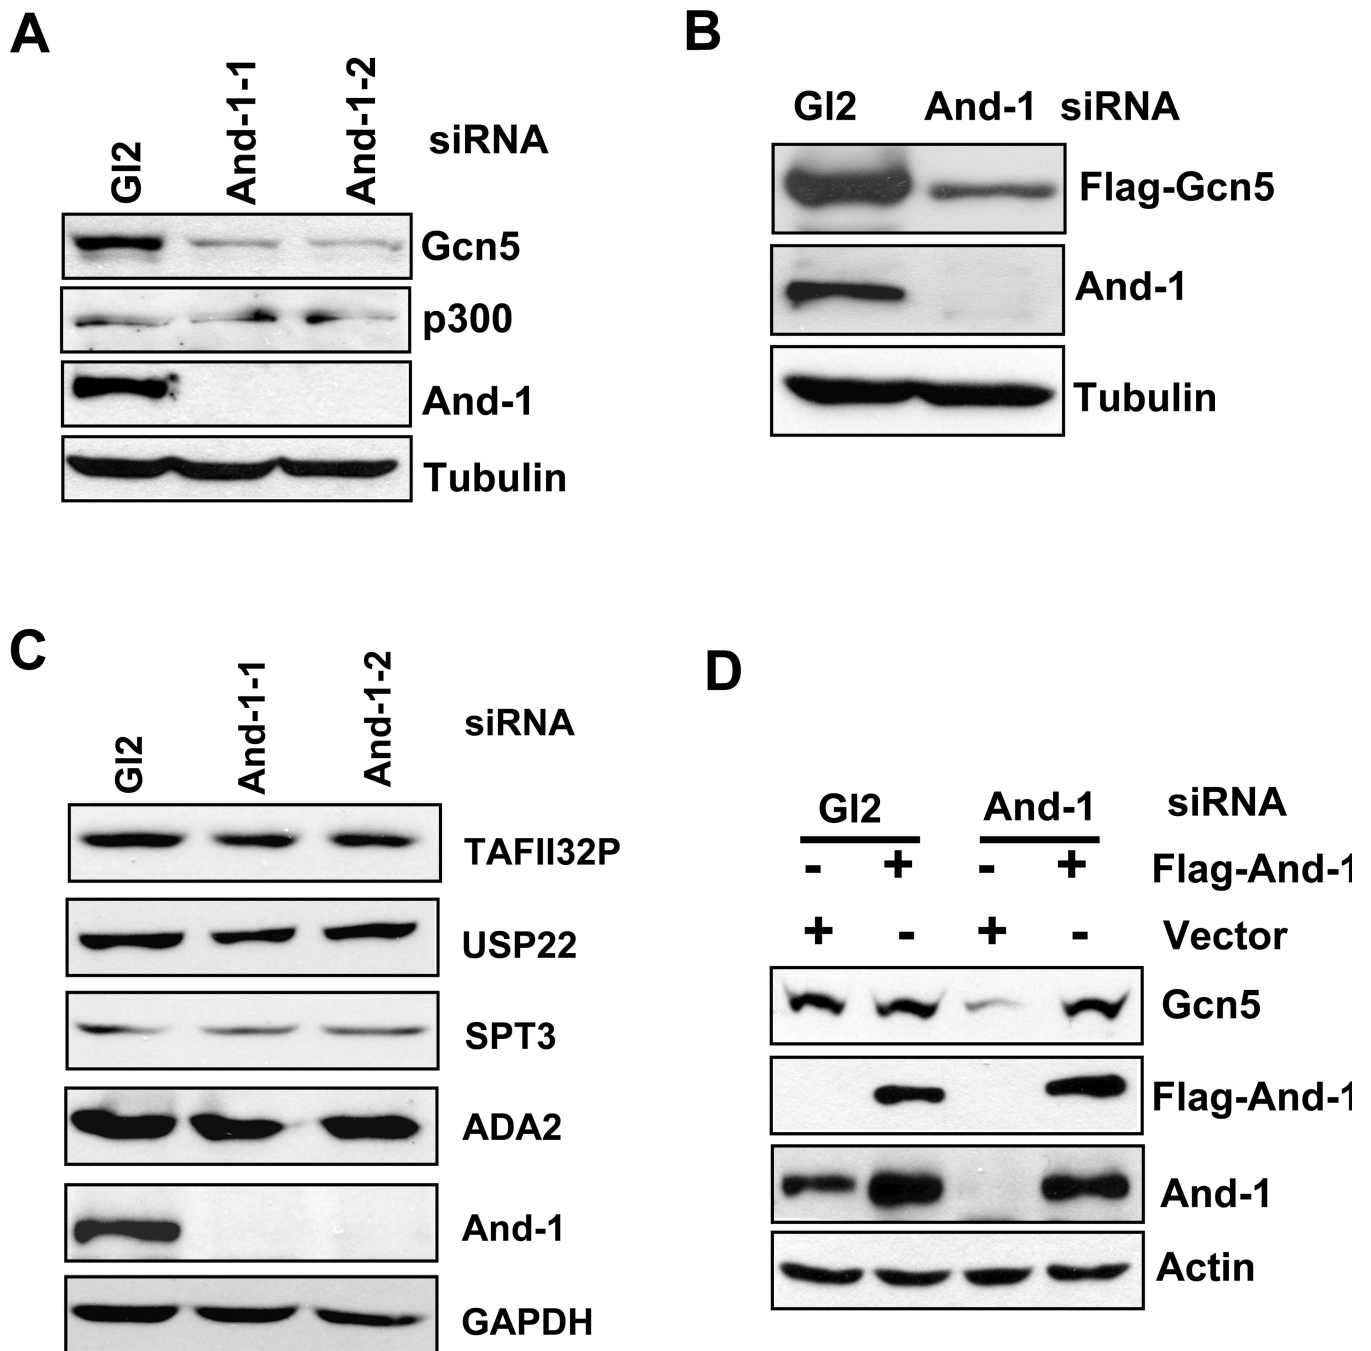 A
Gl2
And-1-1
And-1-2
siRNA
Gcn5
p300
And-1
Tubulin
B
Gl2 And-1 siRNA
Flag-Gcn5
And-1
Tubulin
C
Gl2
And-1-1
And-1-2
siRNA
TAFII32P
USP22
SPT3
ADA2
And-1
GAPDH
D
Gl2 And-1 siRNA
- + - + Flag-And-1
+ - + - Vector
Gcn5
Flag-And-1
And-1
Actin